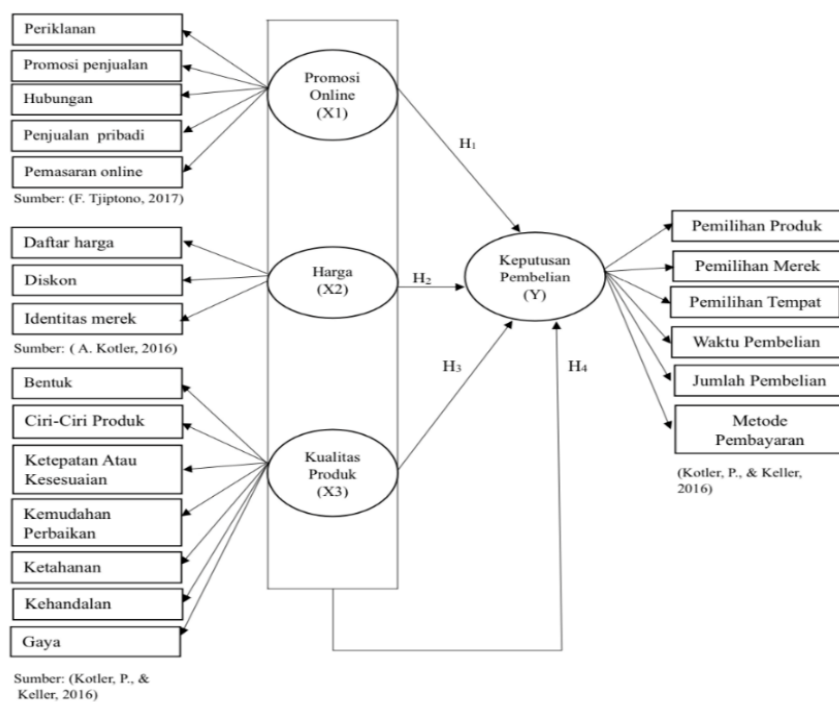 Periklanan
Promosi penjualan
Hubungan
Penjualan pribadi
Pemasaran online
Sumber: (F. Tjiptono, 2017)
Daftar harga
Diskon
Identitas merek
Sumber: ( A. Kotler, 2016)
Bentuk
Ciri-Ciri Produk
Ketepatan Atau
Kesesuaian
Kemudahan
Perbaikan
Ketahanan
Kehandalan
Gaya
Sumber: (Kotler, P., &
Keller, 2016)
Promosi
Online
(X1)
Harga
(X2)
Kualitas
Produk
(X3)
H1
H2
H3
H4
Keputusan
Pembelian
(Y)
Pemilihan Produk
Pemilihan Merek
Pemilihan Tempat
Waktu Pembelian
Jumlah Pembelian
Metode
Pembayaran
(Kotler, P., & Keller,
2016)